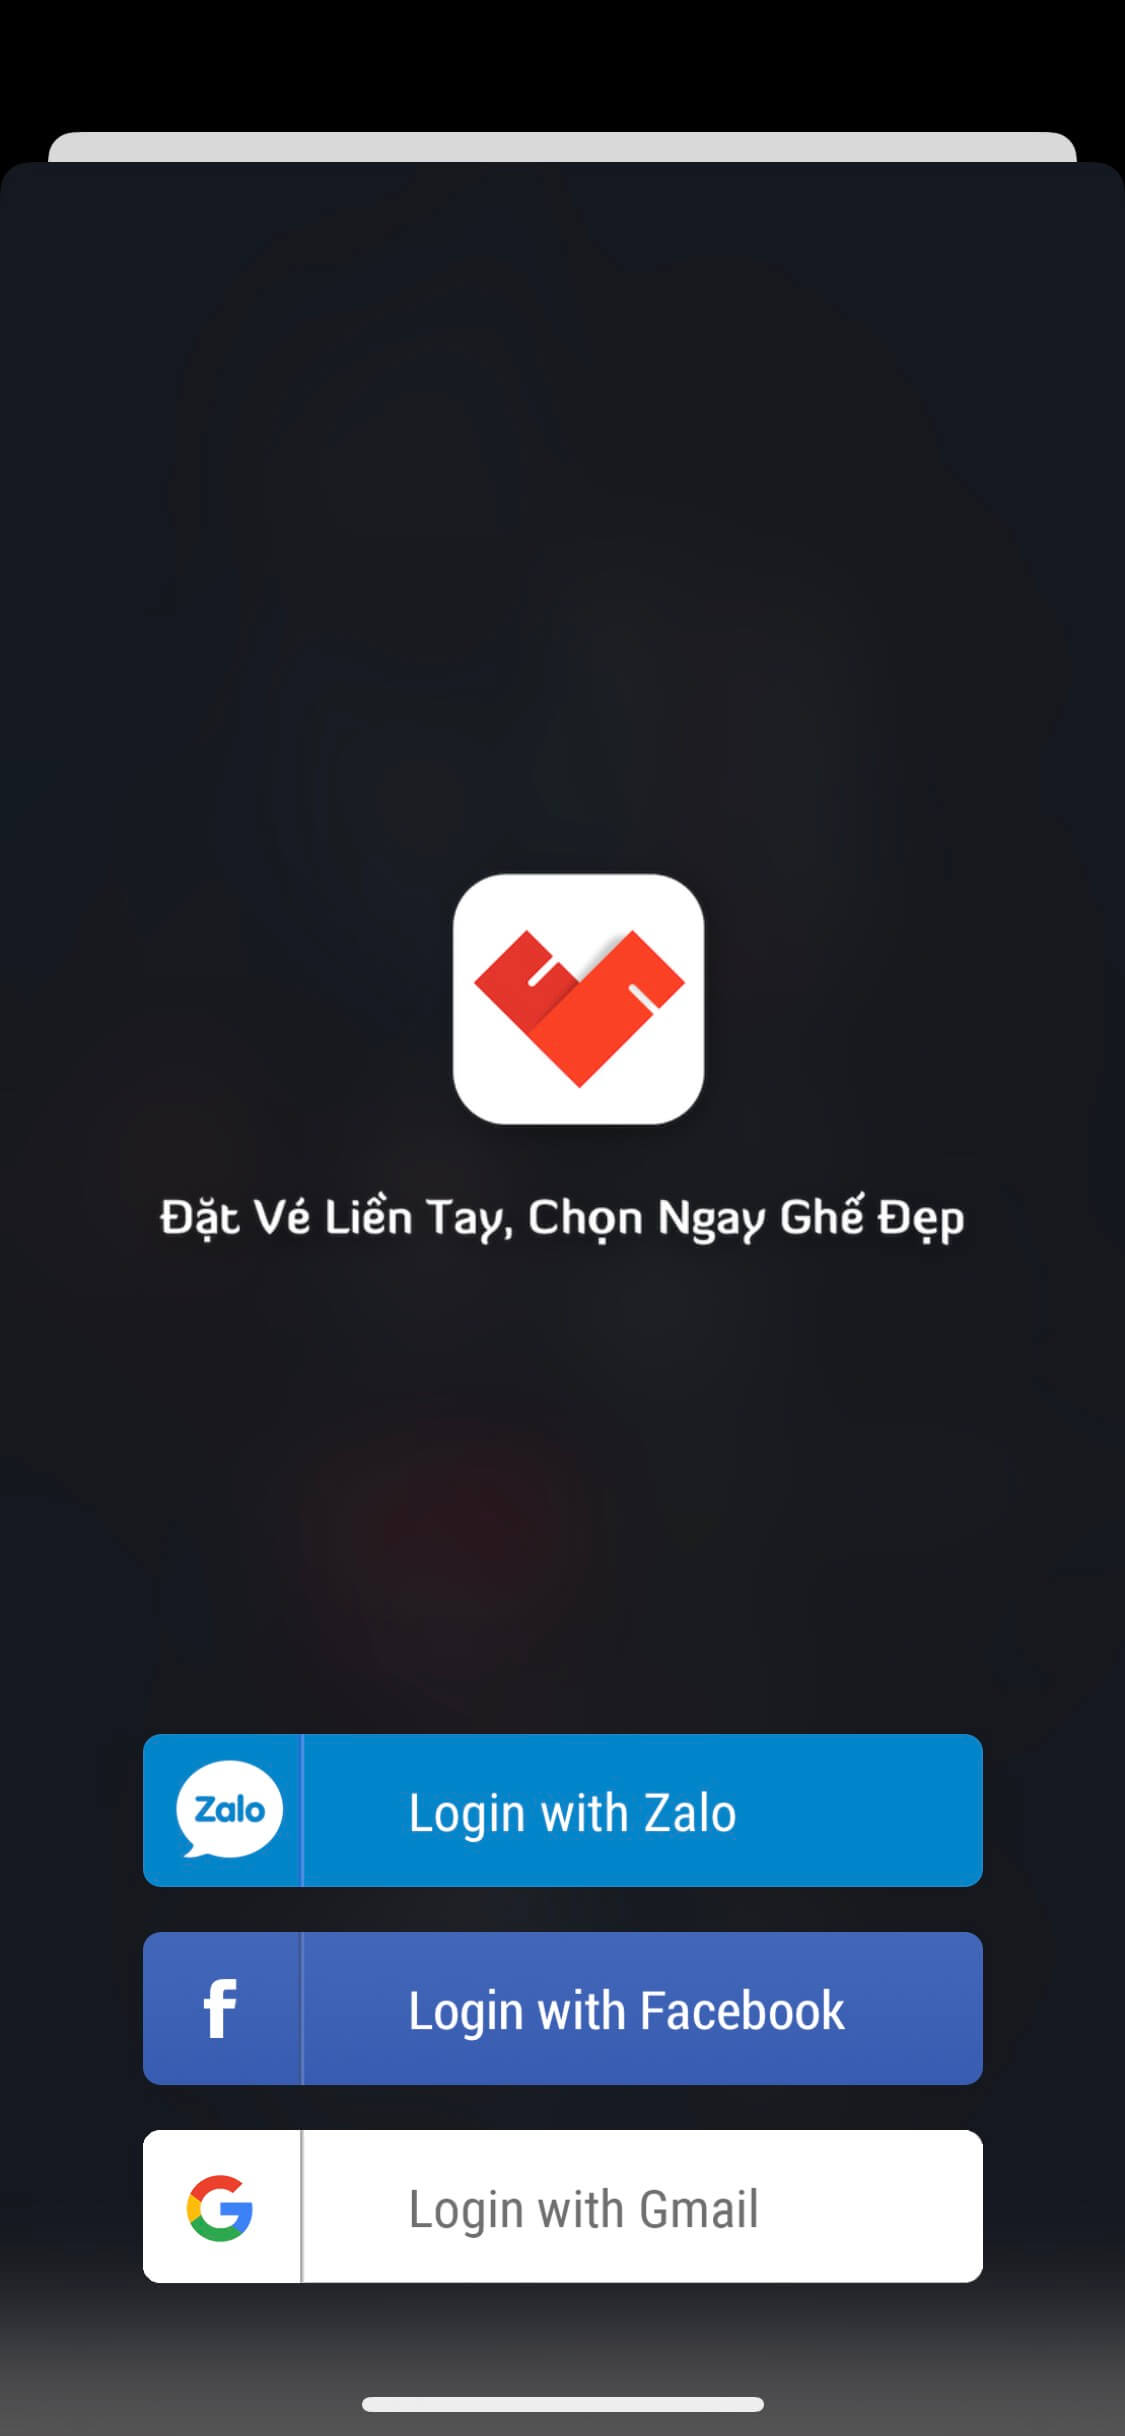 Đặt Vé Liền Tay, Chọn Ngay Ghế Đẹp
Zalo
Login with Zalo
f
Login with Facebook
G
Login with Gmail